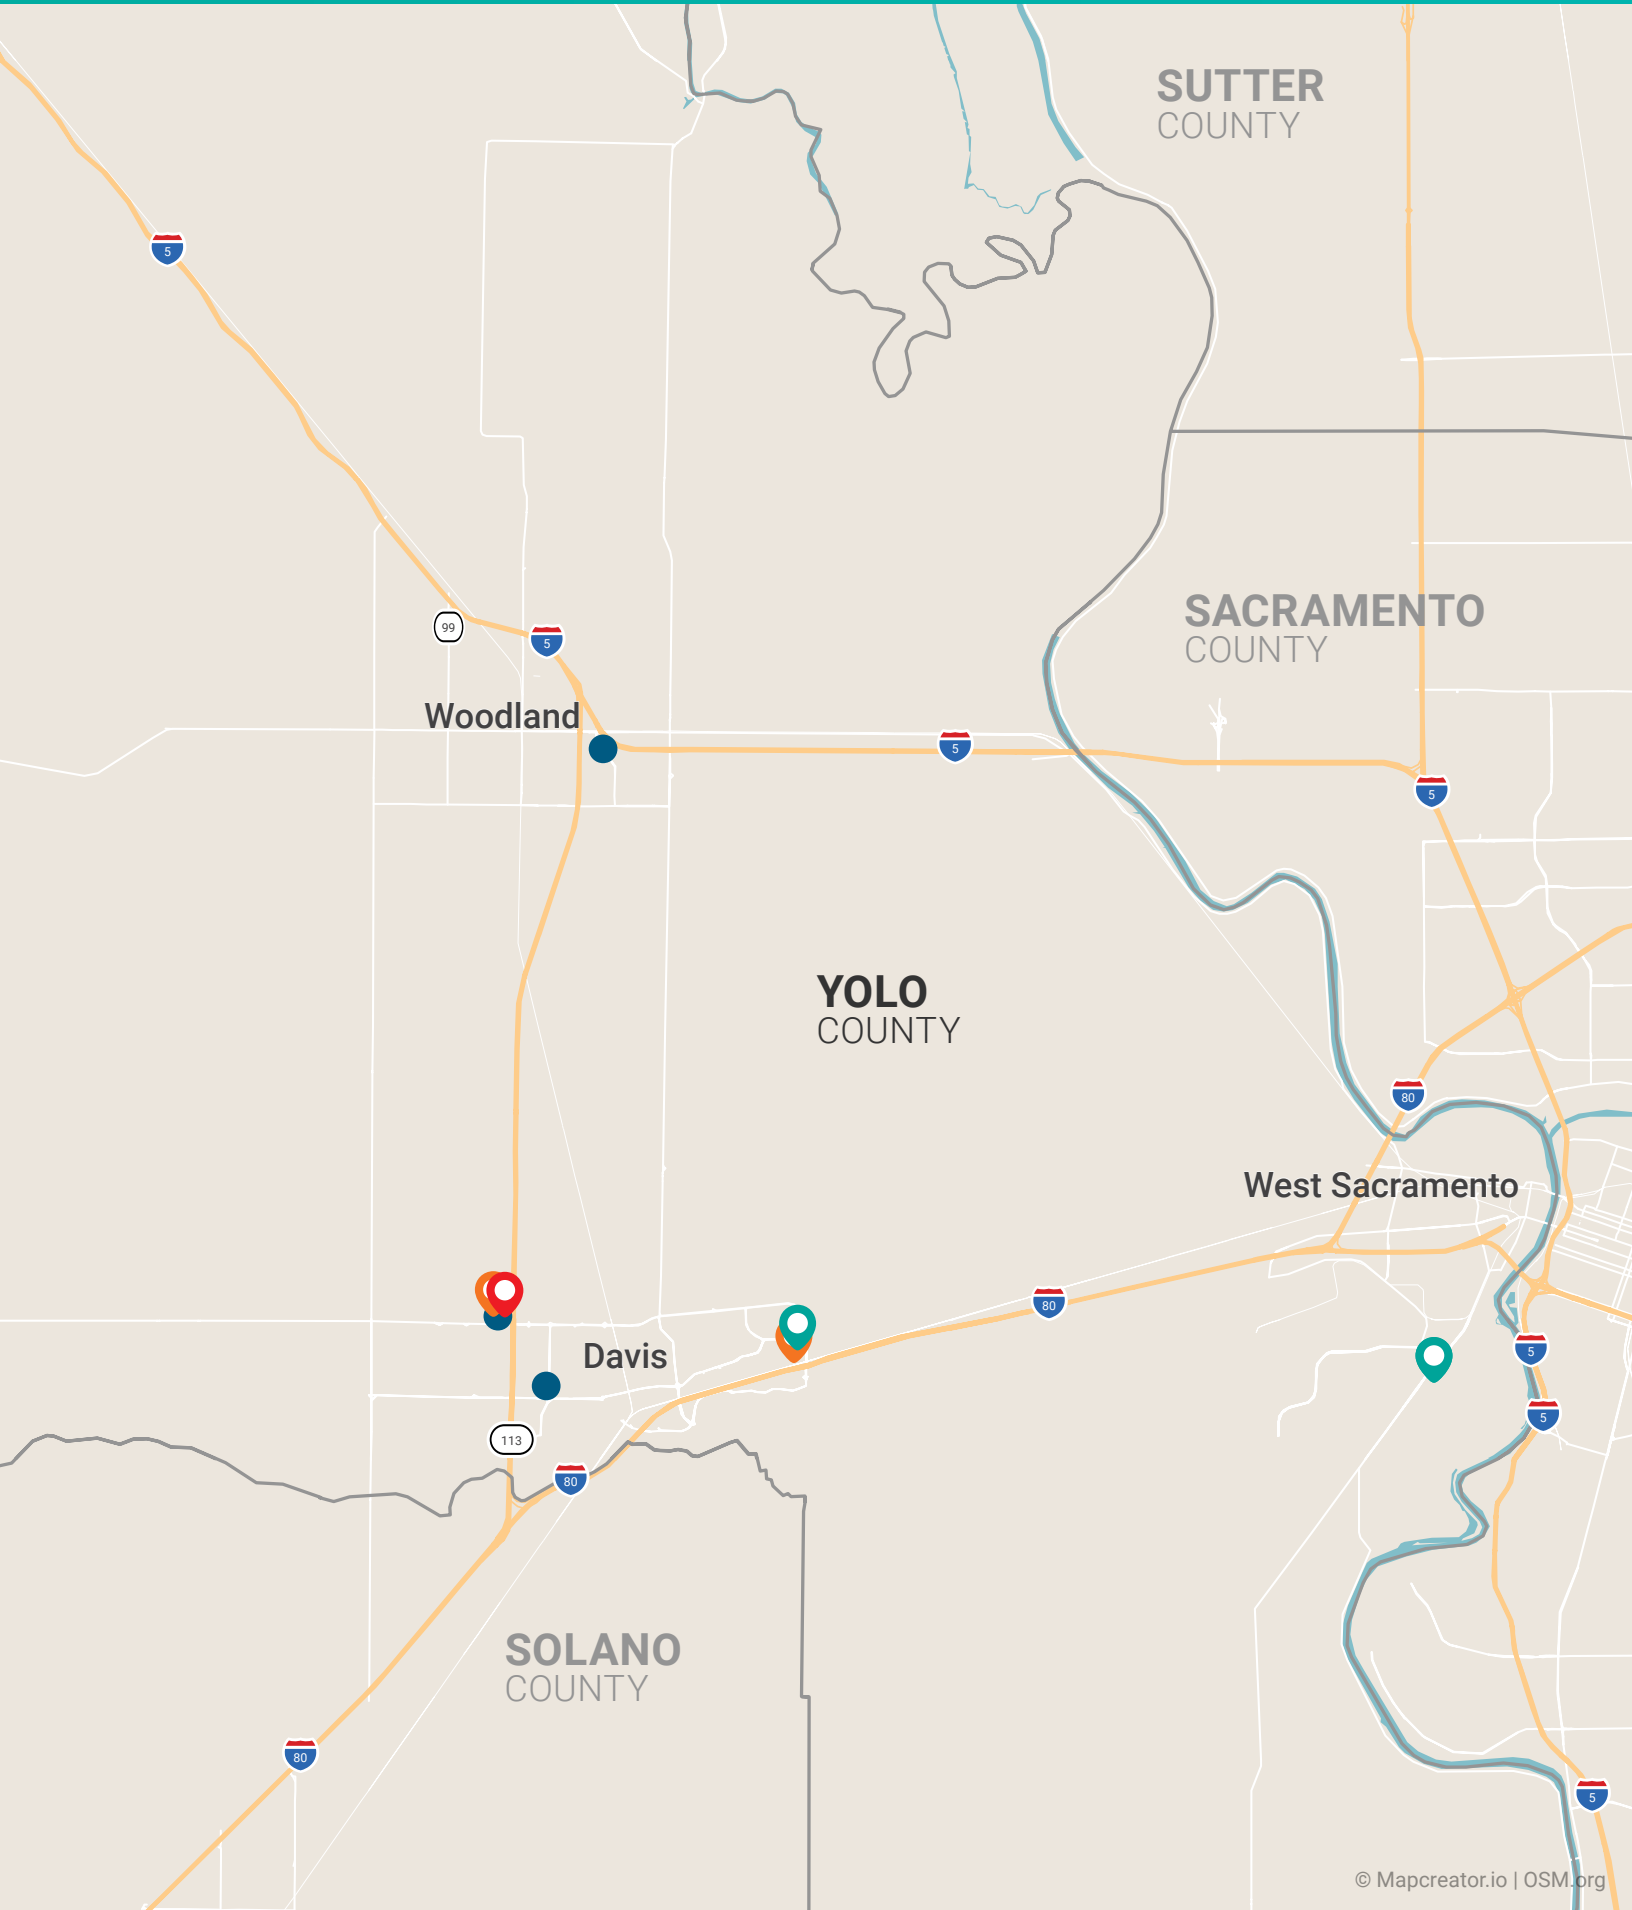 SUTTER
COUNTY
5
SACRAMENTO
COUNTY
99
5
Woodland
5
5
YOLO
COUNTY
80
West Sacramento
80
Davis
5
5
113
80
SOLANO
COUNTY
80
5
© Mapcreator.io | OSM.org